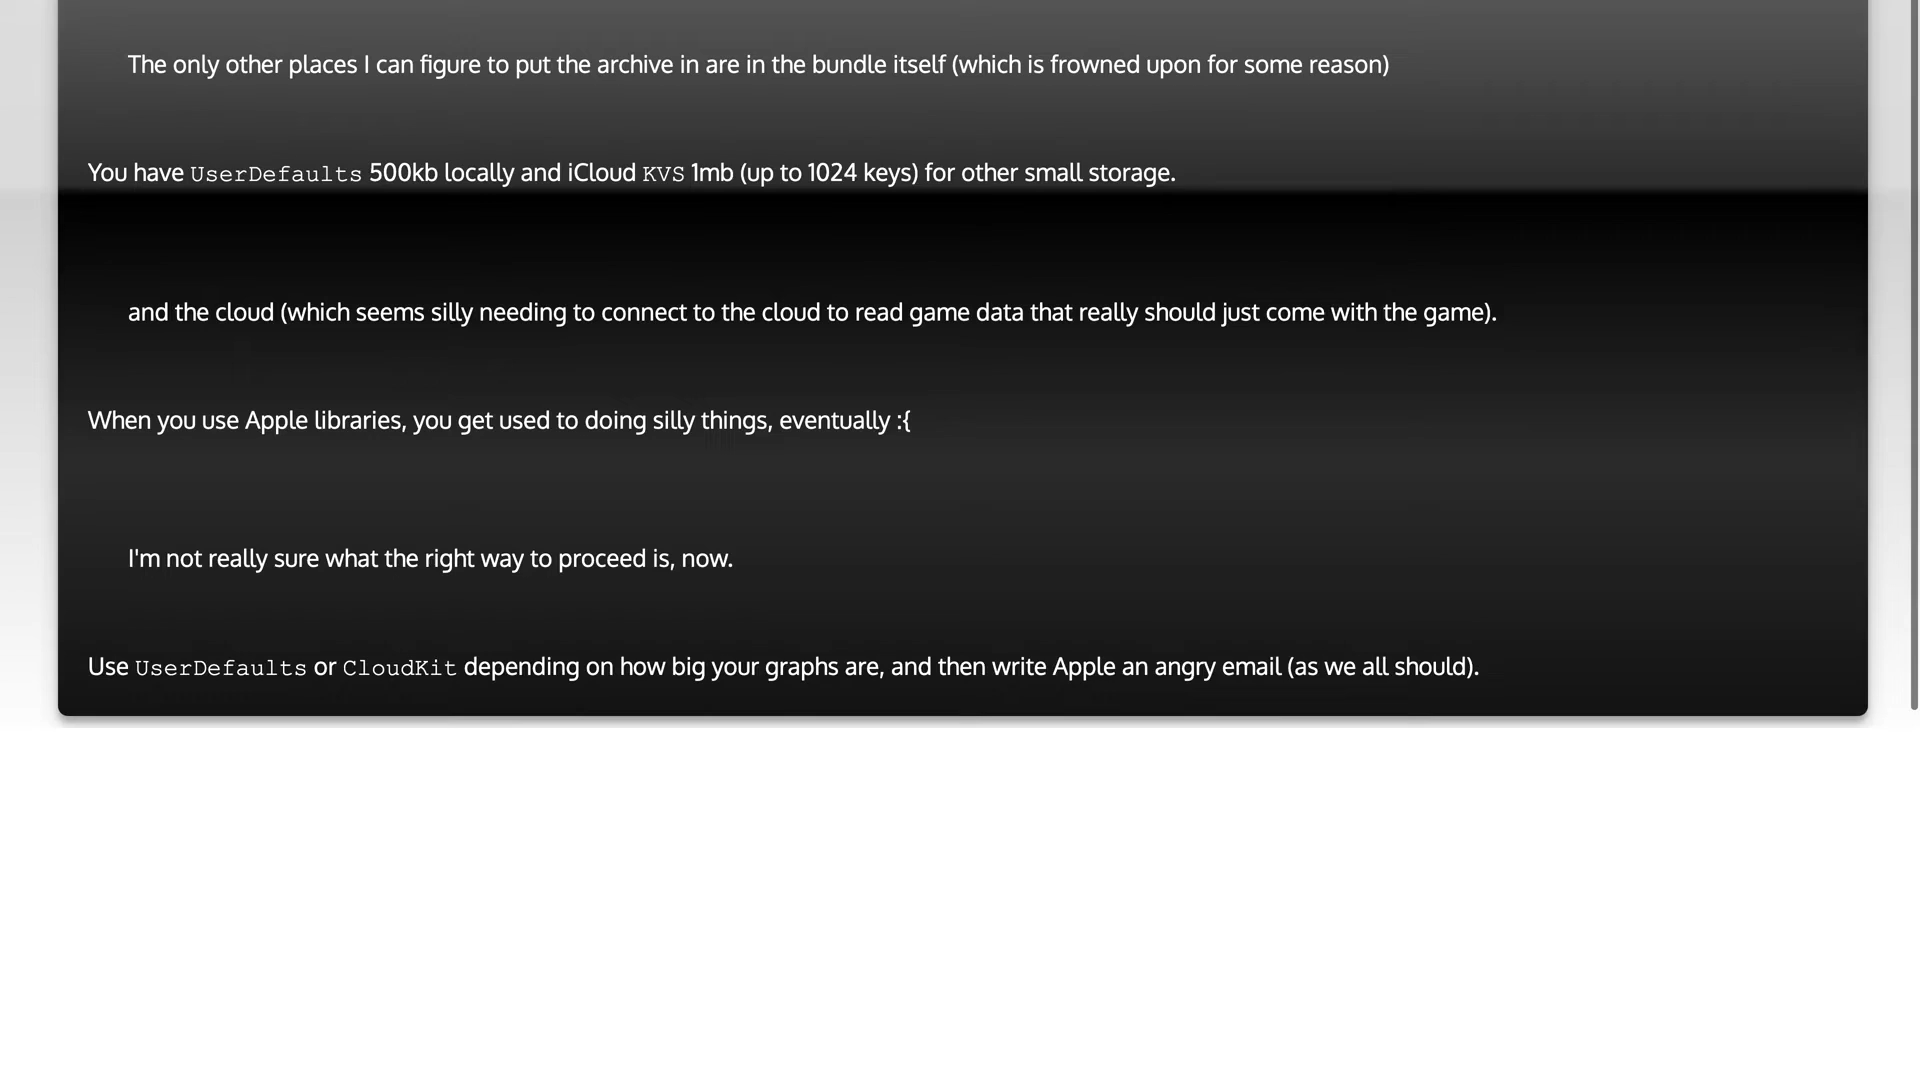 The only other places I can figure to put the archive in are in the bundle itself (which is frowned upon for some reason)
You have UserDefaults 500kb locally and iCloud KVS 1mb (up to 1024 keys) for other small storage.
and the cloud (which seems silly needing to connect to the cloud to read game data that really should just come with the game).
When you use Apple libraries, you get used to doing silly things, eventually :{
I'm not really sure what the right way to proceed is, now.
Use UserDefaults or CloudKit depending on how big your graphs are, and then write Apple an angry email (as we all should).